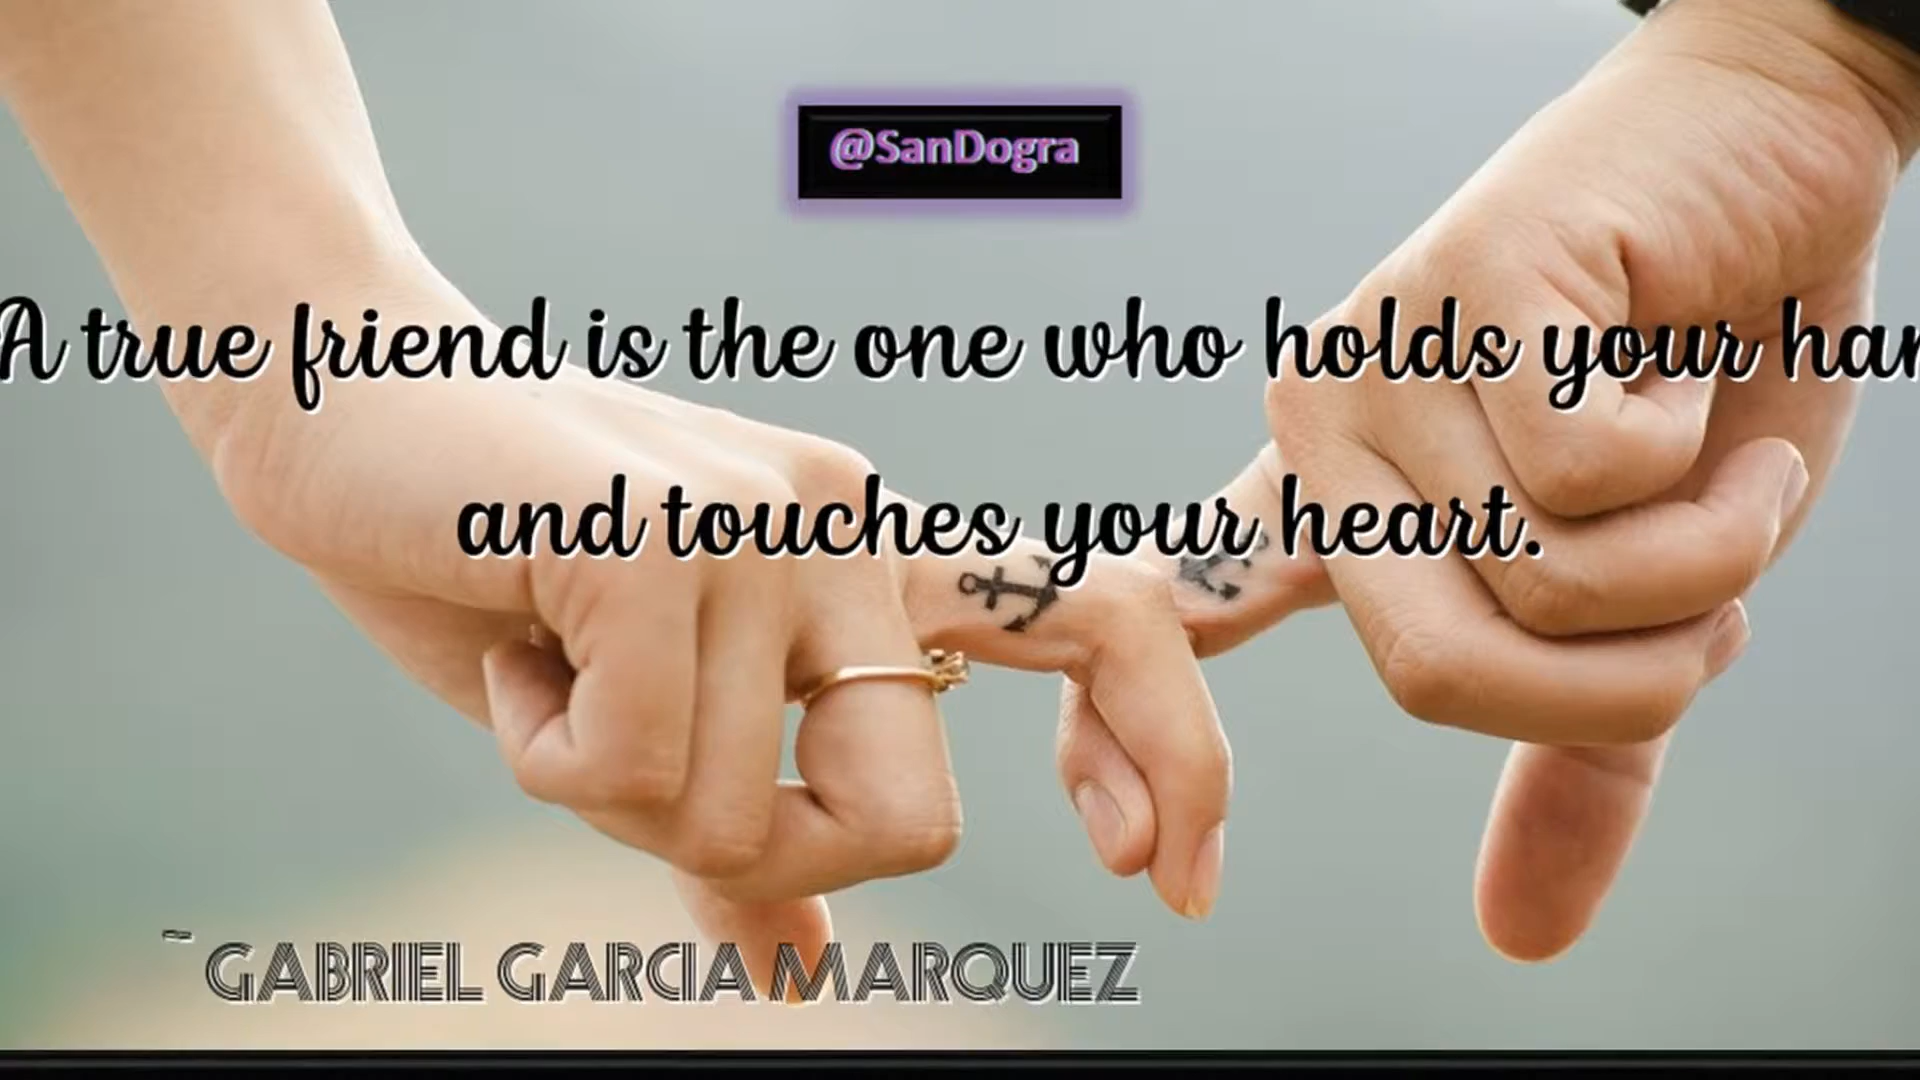 @SanDogra
A true friend is the one who holds your
and touches your heart.
~ GABRIEL GARCIA MARQUEZ